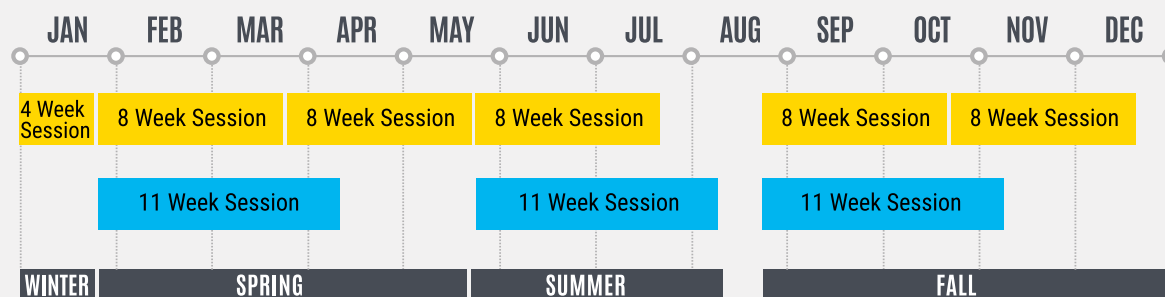 JAN FEB MAR APR MAY JUN JUL AUG SEP OCT NOV DEC
4 Week
Session
8 Week Session
8 Week Session
8 Week Session
8 Week Session
8 Week Session
11 Week Session
11 Week Session
11 Week Session
WINTER SPRING SUMMER FALL